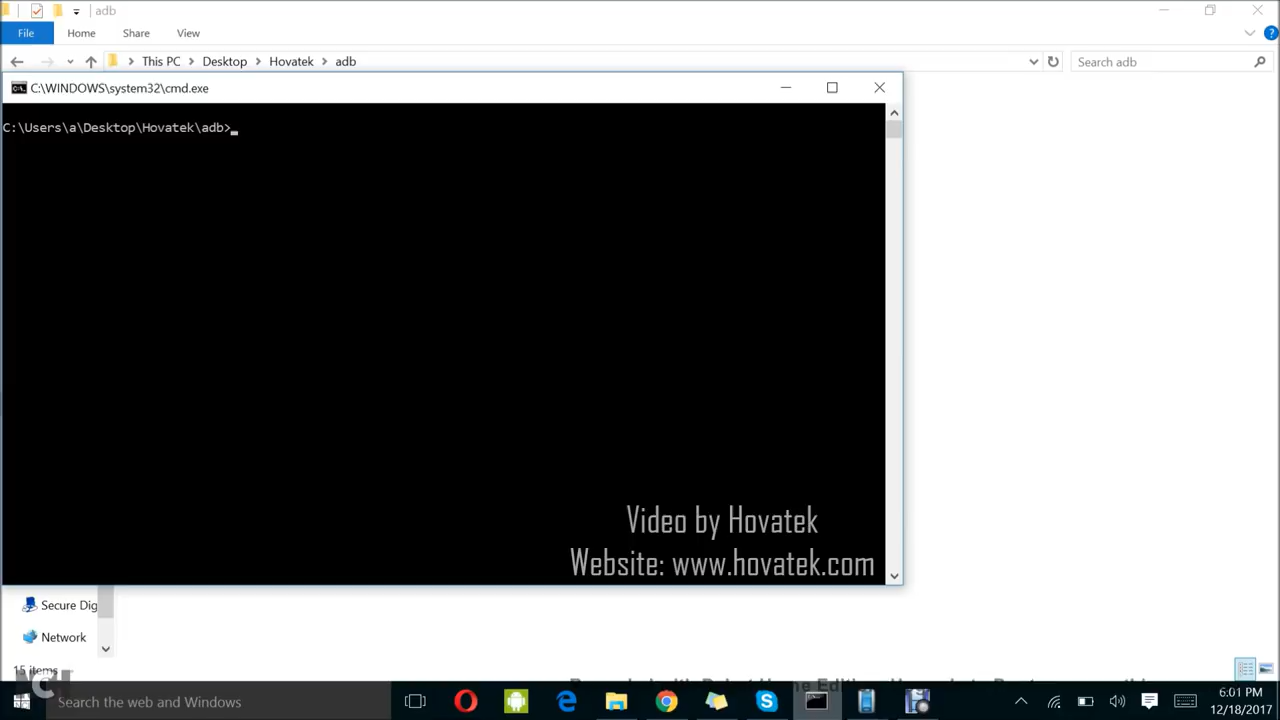 adb
File
Home
Share
View
This PC
Desktop
Hovatek
adb
Search adb
C:\WINDOWS\system32\cmd.exe
C:\Users\a\Desktop\Hovatek\adb>
Video by Hovatek
Website: www.hovatek.com
Secure Dig
Network
15 items
Search the web and Windows
6:01 PM
12/18/2017